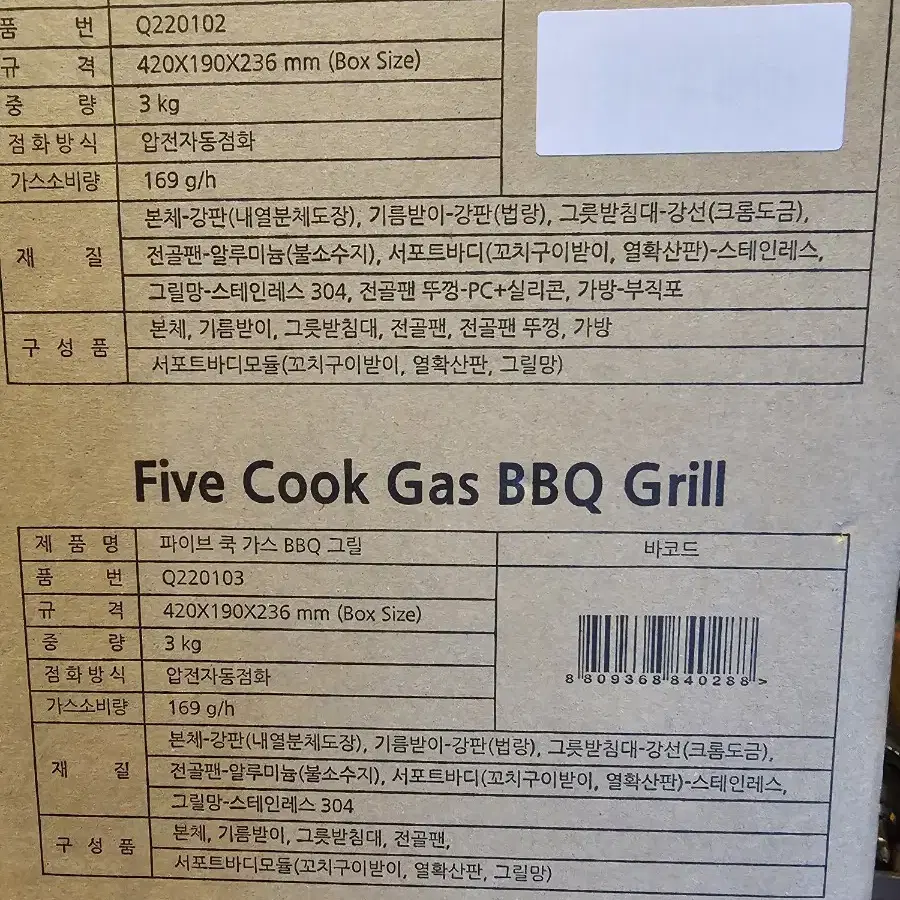 품 번 Q220102
규 격 420X190X236 mm (Box Size)
중 량 3 kg
점화방식 압전자동점화
가스소비량 169 g/h
재 질 본체-강판(내열분체도장), 기름받이-강판(법랑), 그릇받침대-강선(크롬도금),
전골팬-알루미늄(불소수지), 서포트바디(꼬치구이받이, 열확산판)-스테인레스,
그릴망-스테인레스 304, 전골팬 뚜껑-PC+실리콘, 가방-부직포
구 성 품 본체, 기름받이, 그릇받침대, 전골팬, 전골팬 뚜껑, 가방
서포트바디모듈(꼬치구이받이, 열확산판, 그릴망)
Five Cook Gas BBQ Grill
제 품 명 파이브 쿡 가스 BBQ 그릴 바코드
품 번 Q220103
규 격 420X190X236 mm (Box Size)
중 량 3 kg
점화방식 압전자동점화
가스소비량 169 g/h
8 809368 840288 >
재 질 본체-강판(내열분체도장), 기름받이-강판(법랑), 그릇받침대-강선(크롬도금),
전골팬-알루미늄(불소수지), 서포트바디(꼬치구이받이, 열확산판)-스테인레스,
그릴망-스테인레스 304
구 성 품 본체, 기름받이, 그릇받침대, 전골팬,
서포트바디모듈(꼬치구이받이, 열확산판, 그릴망)